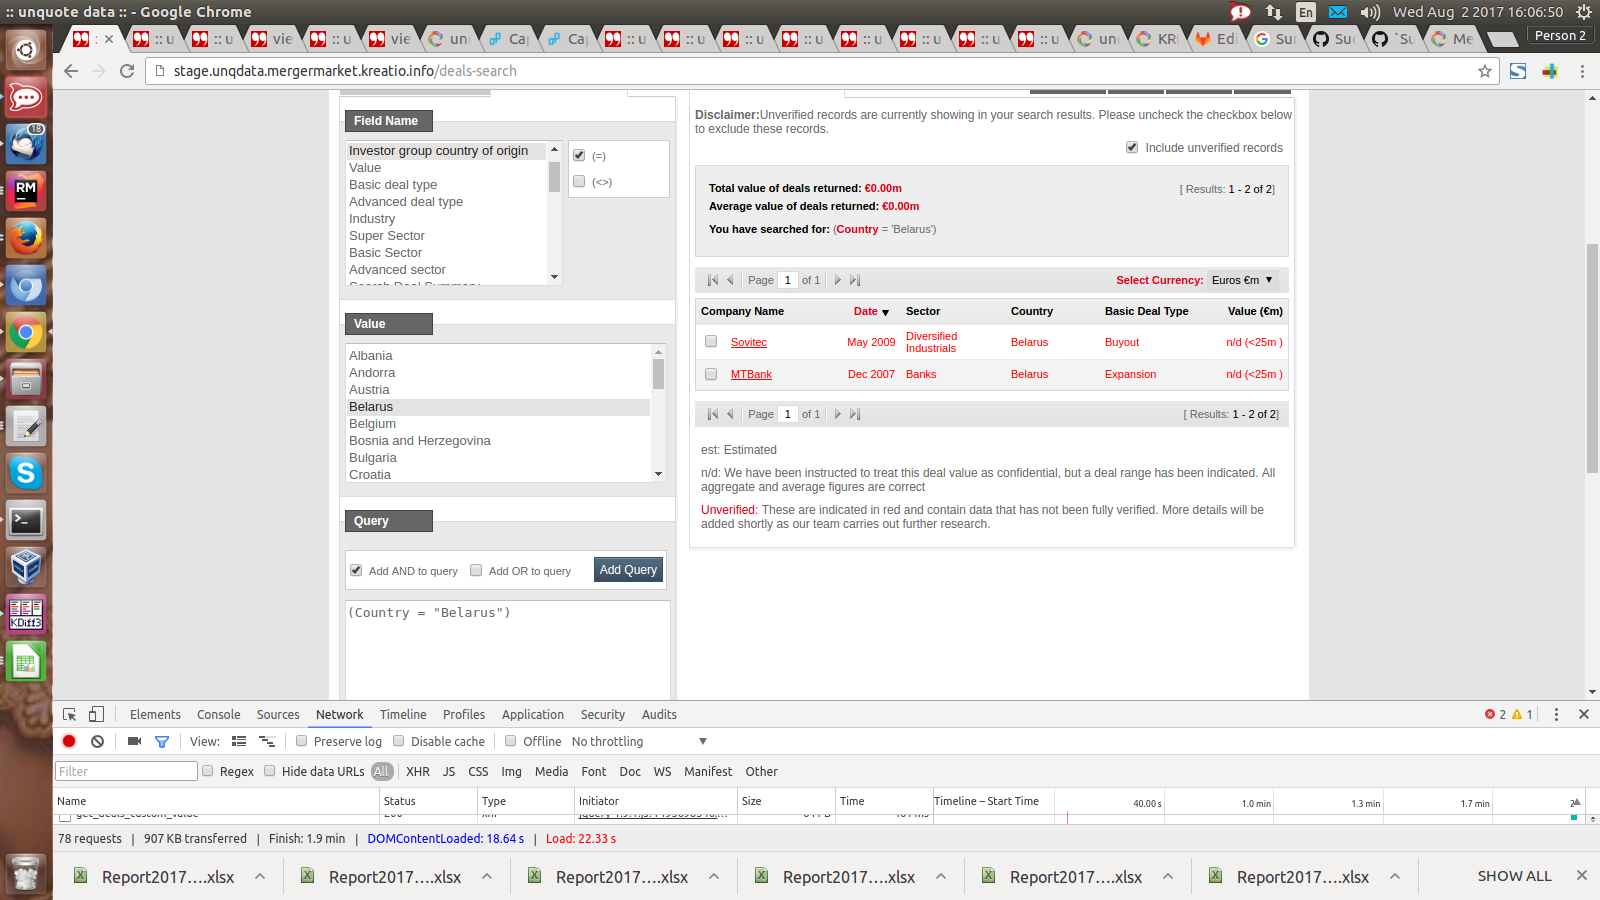 :: unquote data :: - Google Chrome
En
Wed Aug 2 2017 16:06:50
:: u
:: u
vie
:: u
vie
un
Ca
Ca
:: u
:: u
:: u
:: u
:: u
:: u
:: u
:: u
un
KR
Ed
Sur
Suc
`Su
Me
Person 2
stage.unqdata.mergermarket.kreatio.info/deals-search
18
Field Name
Investor group country of origin
Value
Basic deal type
Advanced deal type
Industry
Super Sector
Basic Sector
Advanced sector
Search Deal Summary
(=)
(<>)
Value
Albania
Andorra
Austria
Belarus
Belgium
Bosnia and Herzegovina
Bulgaria
Croatia
Query
Add AND to query
Add OR to query
Add Query
(Country = "Belarus")
Disclaimer:Unverified records are currently showing in your search results. Please uncheck the checkbox below
to exclude these records.
Include unverified records
Total value of deals returned: €0.00m
[ Results: 1 - 2 of 2]
Average value of deals returned: €0.00m
You have searched for: (Country = 'Belarus')
Page 1 of 1
Select Currency: Euros €m
Company Name Date Sector Country Basic Deal Type Value (€m)
Sovitec May 2009 Diversified Industrials Belarus Buyout n/d (<25m )
MTBank Dec 2007 Banks Belarus Expansion n/d (<25m )
Page 1 of 1
[ Results: 1 - 2 of 2]
est: Estimated
n/d: We have been instructed to treat this deal value as confidential, but a deal range has been indicated. All
aggregate and average figures are correct
Unverified: These are indicated in red and contain data that has not been fully verified. More details will be
added shortly as our team carries out further research.
RM
KDiff3
Elements Console Sources Network Timeline Profiles Application Security Audits
2 1
View: Preserve log Disable cache Offline No throttling
Filter Regex Hide data URLs All XHR JS CSS Img Media Font Doc WS Manifest Other
Name Status Type Initiator Size Time Timeline – Start Time 40.00 s 1.0 min 1.3 min 1.7 min
get_deals_custom_value 200 xhr
78 requests | 907 KB transferred | Finish: 1.9 min | DOMContentLoaded: 18.64 s | Load: 22.33 s
Report2017....xlsx
Report2017....xlsx
Report2017....xlsx
Report2017....xlsx
Report2017....xlsx
Report2017....xlsx
SHOW ALL